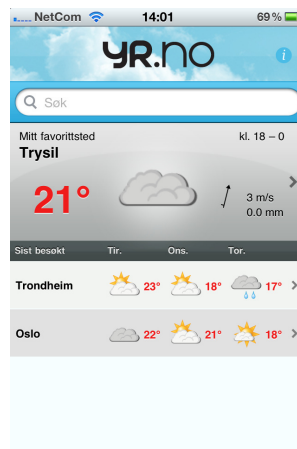 NetCom 14:01 69 %
YR.NO
i
Søk
Mitt favorittsted kl. 18 – 0
Trysil
21°
3 m/s
0.0 mm
Sist besøkt Tir. Ons. Tor.
Trondheim 23° 18° 17°
Oslo 22° 21° 18°